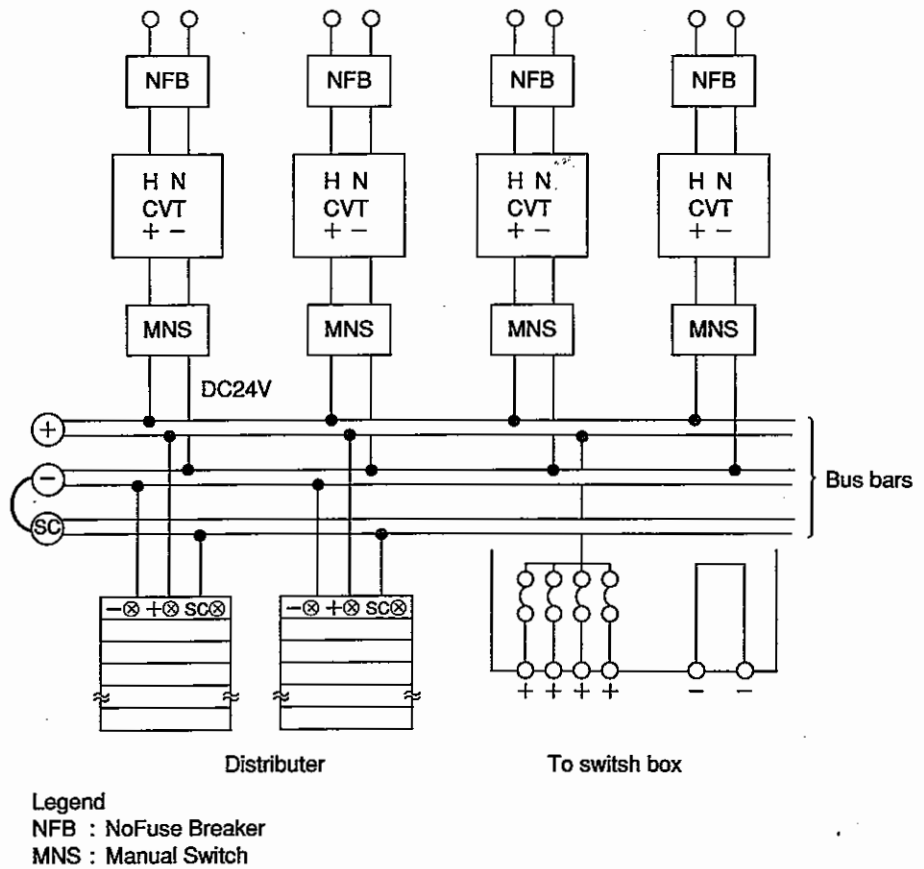 NFB NFB NFB NFB
H N H N H N H N
CVT CVT CVT CVT
+ − + − + − + −
MNS MNS MNS MNS
DC24V
+
−
Bus bars
SC
−⊗ +⊗ SC⊗ −⊗ +⊗ SC⊗
+ + + + − −
Distributer To switsh box
Legend
NFB : NoFuse Breaker
MNS : Manual Switch